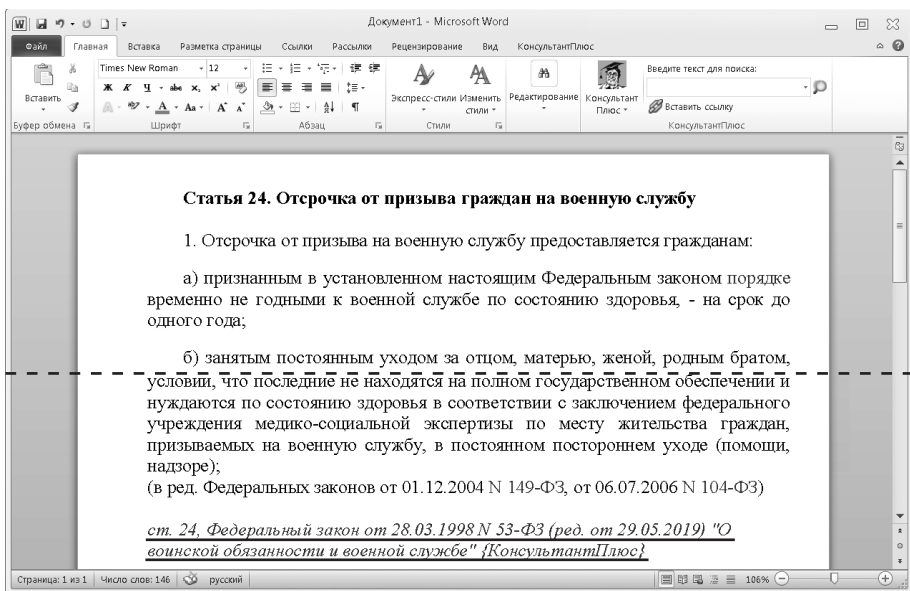 Документ1 - Microsoft Word
Файл Главная Вставка Разметка страницы Ссылки Рассылки Рецензирование Вид КонсультантПлюс
Times New Roman 12
Вставить
Ж К Ч abc x, x²
A Aa A A
Экспресс-стили
Изменить стили
Редактирование
Консультант Плюс
Введите текст для поиска:
Вставить ссылку
Буфер обмена Шрифт Абзац Стили КонсультантПлюс
Статья 24. Отсрочка от призыва граждан на военную службу
1. Отсрочка от призыва на военную службу предоставляется гражданам:
а) признанным в установленном настоящим Федеральным законом порядке
временно не годными к военной службе по состоянию здоровья, - на срок до
одного года;
б) занятым постоянным уходом за отцом, матерью, женой, родным братом,
условии, что последние не находятся на полном государственном обеспечении и
нуждаются по состоянию здоровья в соответствии с заключением федерального
учреждения медико-социальной экспертизы по месту жительства граждан,
призываемых на военную службу, в постоянном постороннем уходе (помощи,
надзоре);
(в ред. Федеральных законов от 01.12.2004 N 149-ФЗ, от 06.07.2006 N 104-ФЗ)
ст. 24, Федеральный закон от 28.03.1998 N 53-ФЗ (ред. от 29.05.2019) "О
воинской обязанности и военной службе" {КонсультантПлюс}
Страница: 1 из 1 Число слов: 146 русский 106%